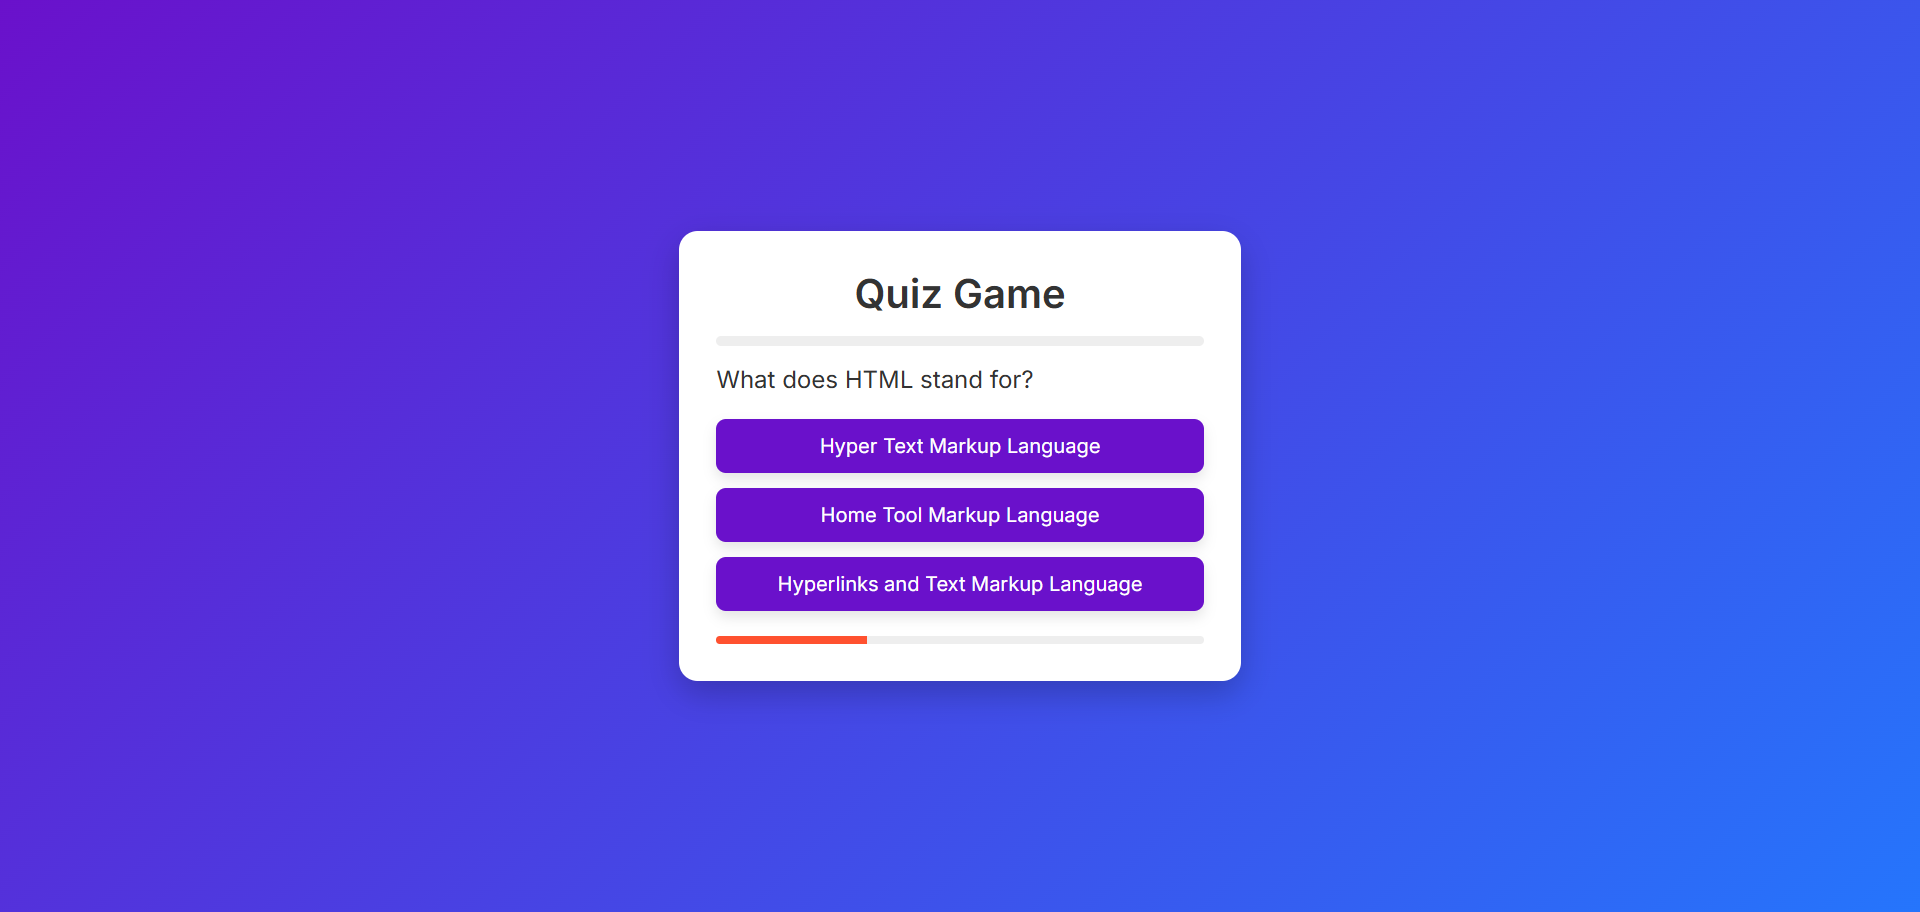 Quiz Game
What does HTML stand for?
Hyper Text Markup Language
Home Tool Markup Language
Hyperlinks and Text Markup Language